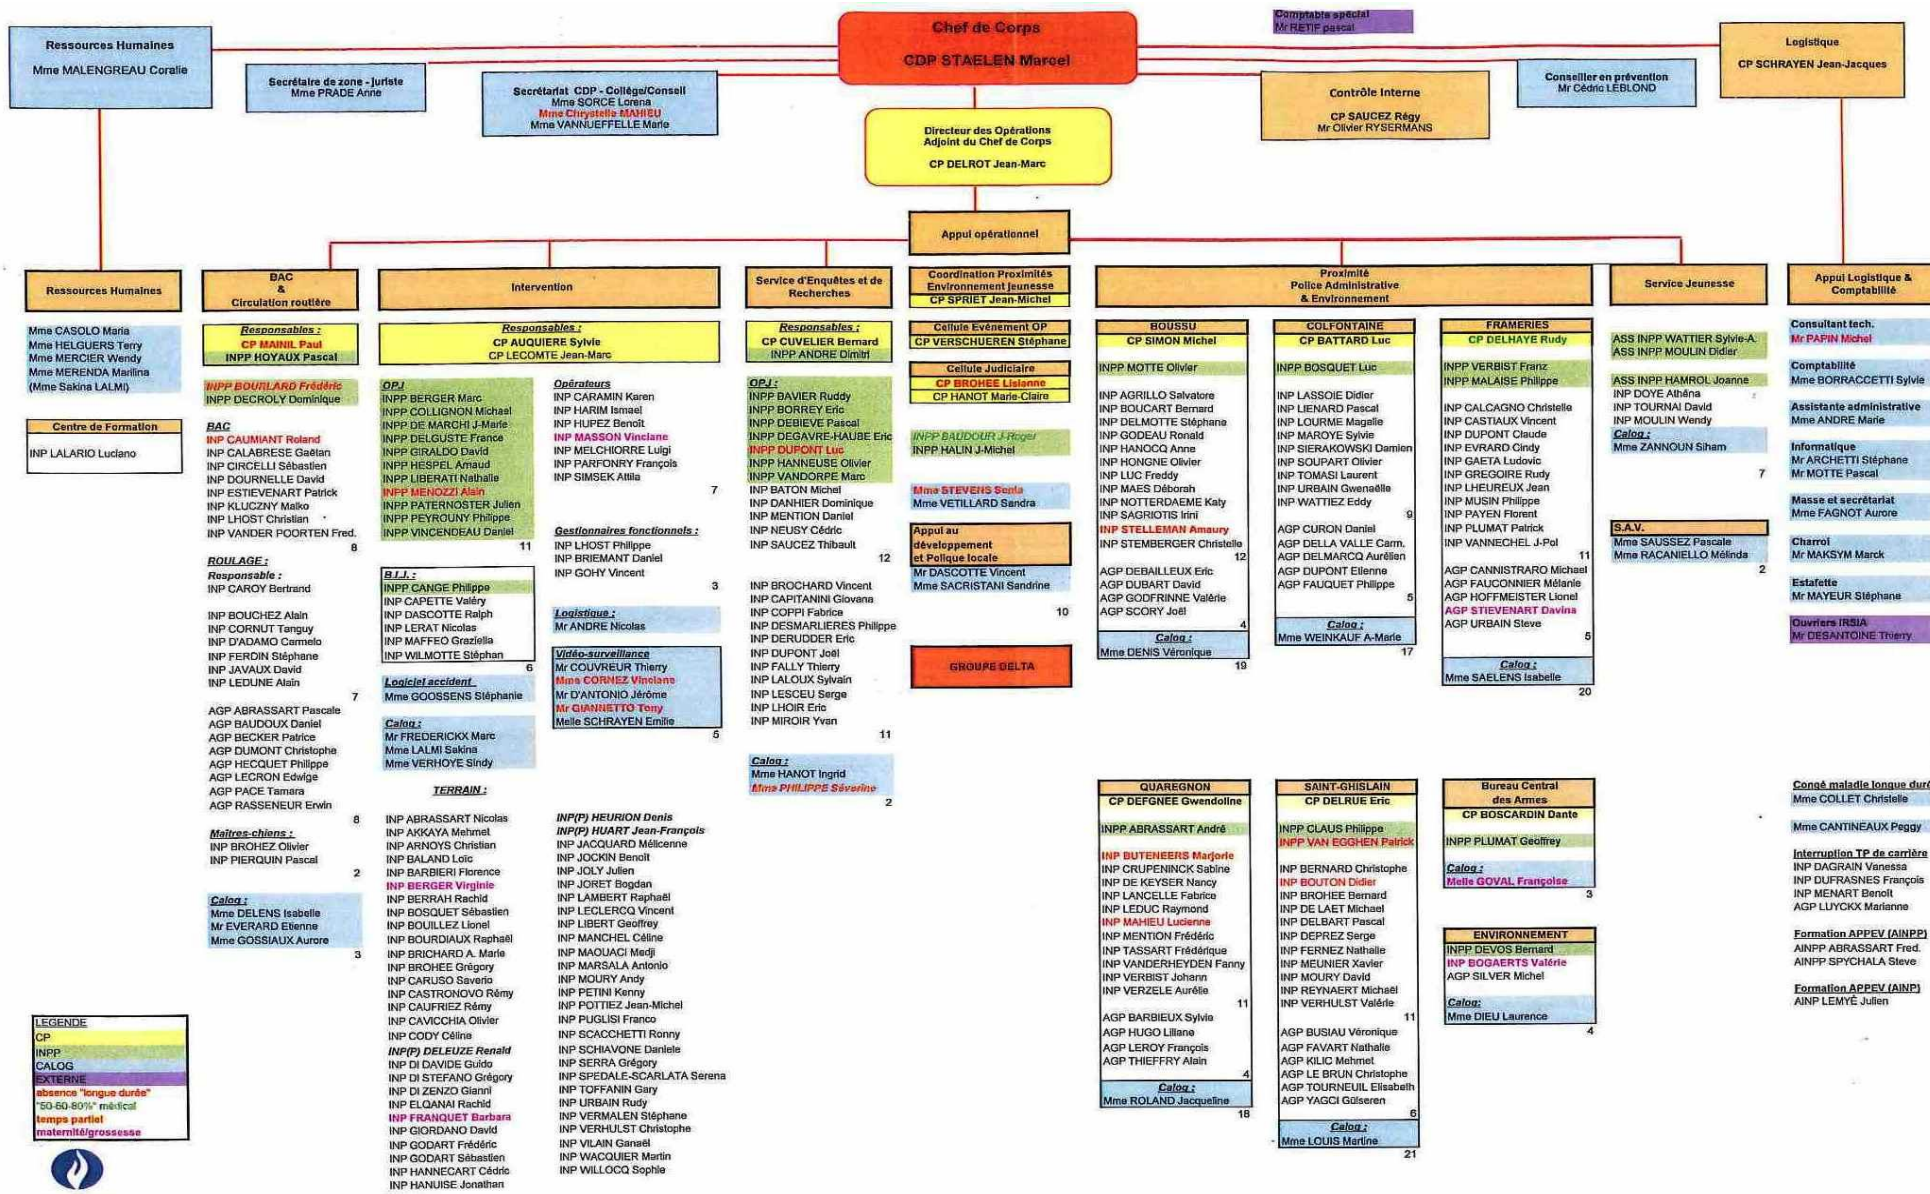 Ressources Humaines
Mme MALENGREAU Coralie
Secrétaire de zone - juriste
Mme PRADE Anne
Secrétariat CDP - Collège/Conseil
Mme SORCE Lorena
Mme Chrystelle MAHIEU
Mme VANNUEFFELLE Marie
Chef de Corps
CDP STAELEN Marcel
Directeur des Opérations
Adjoint du Chef de Corps
CP DELROT Jean-Marc
Comptable spécial
Mr RETIF pascal
Contrôle Interne
CP SAUCEZ Régy
Mr Olivier RYSERMANS
Conseiller en prévention
Mr Cédric LEBLOND
Logistique
CP SCHRAYEN Jean-Jacques
Appui opérationnel
Ressources Humaines
Mme CASOLO Maria
Mme HELGUERS Terry
Mme MERCIER Wendy
Mme MERENDA Marilina
(Mme Sakina LALMI)
Centre de Formation
INP LALARIO Luciano
BAC
&
Circulation routière
Responsables :
CP MAINIL Paul
INPP HOYAUX Pascal
INPP BOURLARD Frédéric
INPP DECROLY Dominique
BAC
INP CAUMIANT Roland
INP CALABRESE Gaëtan
INP CIRCELLI Sébastien
INP DOURNELLE David
INP ESTIEVENART Patrick
INP KLUCZNY Maiko
INP LHOST Christian
INP VANDER POORTEN Fred.
8
ROULAGE :
Responsable :
INP CAROY Bertrand
INP BOUCHEZ Alain
INP CORNUT Tanguy
INP D'ADAMO Carmelo
INP FERDIN Stéphane
INP JAVAUX David
INP LEDUNE Alain
7
AGP ABRASSART Pascale
AGP BAUDOUX Daniel
AGP BECKER Patrice
AGP DUMONT Christophe
AGP HECQUET Philippe
AGP LECRON Edwige
AGP PACE Tamara
AGP RASSENEUR Erwin
8
Maîtres-chiens :
INP BROHEZ Olivier
INP PIERQUIN Pascal
2
Calog :
Mme DELENS Isabelle
Mr EVERARD Etienne
Mme GOSSIAUX Aurore
3
Intervention
Responsables :
CP AUQUIERE Sylvie
CP LECOMTE Jean-Marc
OPJ
INPP BERGER Marc
INPP COLLIGNON Michael
INPP DE MARCHI J-Marie
INPP DELGUSTE France
INPP GIRALDO David
INPP HESPEL Arnaud
INPP LIBERATI Nathalie
INPP MENOZZI Alain
INPP PATERNOSTER Julien
INPP PEYROUNY Philippe
INPP VINCENDEAU Daniel
11
B.I.J. :
INPP CANGE Philippe
INP CAPETTE Valéry
INP DASCOTTE Ralph
INP LERAT Nicolas
INP MAFFEO Graziella
INP WILMOTTE Stéphan
6
Logiciel accident
Mme GOOSSENS Stéphanie
Calog :
Mr FREDERICKX Marc
Mme LALMI Sakina
Mme VERHOYE Sindy
Opérateurs
INP CARAMIN Karen
INP HARIM Ismael
INP HUPEZ Benoît
INP MASSON Vinciane
INP MELCHIORRE Luigi
INP PARFONRY François
INP SIMSEK Attila
7
Gestionnaires fonctionnels :
INP LHOST Philippe
INP BRIEMANT Daniel
INP GOHY Vincent
3
Logistique :
Mr ANDRE Nicolas
Vidéo-surveillance
Mr COUVREUR Thierry
Mme CORNEZ Vinciane
Mr D'ANTONIO Jérôme
Mr GIANNETTO Tony
Melle SCHRAYEN Emilie
5
TERRAIN :
INP ABRASSART Nicolas
INP AKKAYA Mehmet
INP ARNOYS Christian
INP BALAND Loïc
INP BARBIERI Florence
INP BERGER Virginie
INP BERRAH Rachid
INP BOSQUET Sébastien
INP BOUILLEZ Lionel
INP BOURDIAUX Raphaël
INP BRICHARD A. Marie
INP BROHEE Grégory
INP CARUSO Saverio
INP CASTRONOVO Rémy
INP CAUFRIEZ Rémy
INP CAVICCHIA Olivier
INP CODY Céline
INP(P) DELEUZE Renald
INP DI DAVIDE Guido
INP DI STEFANO Grégory
INP DI ZENZO Gianni
INP ELQANAI Rachid
INP FRANQUET Barbara
INP GIORDANO David
INP GODART Frédéric
INP GODART Sébastien
INP HANNECART Cédric
INP HANUISE Jonathan
INP(P) HEURION Denis
INP(P) HUART Jean-François
INP JACQUARD Mélicenne
INP JOCKIN Benoît
INP JOLY Julien
INP JORET Bogdan
INP LAMBERT Raphaël
INP LECLERCQ Vincent
INP LIBERT Geoffrey
INP MANCHEL Céline
INP MAOUACI Medji
INP MARSALA Antonio
INP MOURY Andy
INP PETINI Kenny
INP POTTIEZ Jean-Michel
INP PUGLISI Franco
INP SCACCHETTI Ronny
INP SCHIAVONE Daniele
INP SERRA Grégory
INP SPEDALE-SCARLATA Serena
INP TOFFANIN Gary
INP URBAIN Rudy
INP VERMALEN Stéphane
INP VERHULST Christophe
INP VILAIN Ganaël
INP WACQUIER Martin
INP WILLOCQ Sophie
Service d'Enquêtes et de
Recherches
Responsables :
CP CUVELIER Bernard
INPP ANDRE Dimitri
OPJ :
INPP BAVIER Ruddy
INPP BORREY Eric
INPP DEBIEVE Pascal
INPP DEGAVRE-HAUBE Eric
INPP DUPONT Luc
INPP HANNEUSE Olivier
INPP VANDORPE Marc
INP BATON Michel
INP DANHIER Dominique
INP MENTION Daniel
INP NEUSY Cédric
INP SAUCEZ Thibault
12
INP BROCHARD Vincent
INP CAPITANINI Giovana
INP COPPI Fabrice
INP DESMARLIERES Philippe
INP DERUDDER Eric
INP DUPONT Joël
INP FALLY Thierry
INP LALOUX Sylvain
INP LESCEU Serge
INP LHOIR Eric
INP MIROIR Yvan
11
Calog :
Mme HANOT Ingrid
Mme PHILIPPE Séverine
2
Coordination Proximités
Environnement jeunesse
CP SPRIET Jean-Michel
Cellule Evénement OP
CP VERSCHUEREN Stéphane
Cellule Judiciaire
CP BROHEE Lisianne
CP HANOT Marie-Claire
INPP BAUDOUR J-Roger
INPP HALIN J-Michel
Mme STEVENS Senta
Mme VETILLARD Sandra
Appui au
développement
et Polique locale
Mr DASCOTTE Vincent
Mme SACRISTANI Sandrine
10
GROUPE DELTA
Proximité
Police Administrative
& Environnement
BOUSSU
CP SIMON Michel
INPP MOTTE Olivier
INP AGRILLO Salvatore
INP BOUCART Bernard
INP DELMOTTE Stéphane
INP GODEAU Ronald
INP HANOCQ Anne
INP HONGNE Olivier
INP LUC Freddy
INP MAES Déborah
INP NOTTERDAEME Katy
INP SAGRIOTIS Irini
INP STELLEMAN Amaury
INP STEMBERGER Christelle
12
AGP DEBAILLEUX Eric
AGP DUBART David
AGP GODFRINNE Valérie
AGP SCORY Joël
4
Calog :
Mme DENIS Véronique
19
COLFONTAINE
CP BATTARD Luc
INPP BOSQUET Luc
INP LASSOIE Didier
INP LIENARD Pascal
INP LOURME Magalie
INP MAROYE Sylvie
INP SIERAKOWSKI Damien
INP SOUPART Olivier
INP TOMASI Laurent
INP URBAIN Gwenaëlle
INP WATTIEZ Eddy
9
AGP CURON Daniel
AGP DELLA VALLE Carm.
AGP DELMARCQ Aurélien
AGP DUPONT Etienne
AGP FAUQUET Philippe
5
Calog :
Mme WEINKAUF A-Marie
17
FRAMERIES
CP DELHAYE Rudy
INPP VERBIST Franz
INPP MALAISE Philippe
INP CALCAGNO Christelle
INP CASTIAUX Vincent
INP DUPONT Claude
INP EVRARD Cindy
INP GAETA Ludovic
INP GREGOIRE Rudy
INP LHEUREUX Jean
INP MUSIN Philippe
INP PAYEN Florent
INP PLUMAT Patrick
INP VANNECHEL J-Pol
11
AGP CANNISTRARO Michael
AGP FAUCONNIER Mélanie
AGP HOFFMEISTER Lionel
AGP STIEVENART Davina
AGP URBAIN Steve
5
Calog :
Mme SAELENS Isabelle
20
QUAREGNON
CP DEFGNEE Gwendoline
INPP ABRASSART André
INP BUTENEERS Marjorie
INP CRUPENINCK Sabine
INP DE KEYSER Nancy
INP LANCELLE Fabrice
INP LEDUC Raymond
INP MAHIEU Lucienne
INP MENTION Frédéric
INP TASSART Frédérique
INP VANDERHEYDEN Fanny
INP VERBIST Johann
INP VERZELE Aurélie
11
AGP BARBIEUX Sylvie
AGP HUGO Liliane
AGP LEROY François
AGP THIEFFRY Alain
4
Calog :
Mme ROLAND Jacqueline
18
SAINT-GHISLAIN
CP DELRUE Eric
INPP CLAUS Philippe
INPP VAN EGGHEN Patrick
INP BERNARD Christophe
INP BOUTON Didier
INP BROHEE Bernard
INP DE LAET Michael
INP DELBART Pascal
INP DEPREZ Serge
INP FERNEZ Nathalie
INP MEUNIER Xavier
INP MOURY David
INP REYNAERT Michaël
INP VERHULST Valérie
11
AGP BUSIAU Véronique
AGP FAVART Nathalie
AGP KILIC Mehmet
AGP LE BRUN Christophe
AGP TOURNEUIL Elisabeth
AGP YAGCI Gülseren
6
Calog :
Mme LOUIS Martine
21
Bureau Central
des Armes
CP BOSCARDIN Dante
INPP PLUMAT Geoffrey
Calog :
Melle GOVAL Françoise
3
ENVIRONNEMENT
INPP DEVOS Bernard
INP BOGAERTS Valérie
AGP SILVER Michel
Calog:
Mme DIEU Laurence
4
Service Jeunesse
ASS INPP WATTIER Sylvie-A.
ASS INPP MOULIN Didier
ASS INPP HAMROL Joanne
INP DOYE Athéna
INP TOURNAI David
INP MOULIN Wendy
Calog :
Mme ZANNOUN Siham
7
S.A.V.
Mme SAUSSEZ Pascale
Mme RACANIELLO Mélinda
2
Appui Logistique &
Comptabilité
Consultant tech.
Mr PAPIN Michel
Comptabilité
Mme BORRACCETTI Sylvie
Assistante administrative
Mme ANDRE Marie
Informatique
Mr ARCHETTI Stéphane
Mr MOTTE Pascal
Masse et secrétariat
Mme FAGNOT Aurore
Charroi
Mr MAKSYM Marck
Estafette
Mr MAYEUR Stéphane
Ouvriers IRSIA
Mr DESANTOINE Thierry
Congé maladie longue duré
Mme COLLET Christelle
Mme CANTINEAUX Peggy
Interruption TP de carrière
INP DAGRAIN Vanessa
INP DUFRASNES François
INP MENART Benoît
AGP LUYCKX Marianne
Formation APPEV (AINPP)
AINPP ABRASSART Fred.
AINPP SPYCHALA Steve
Formation APPEV (AINP)
AINP LEMYÉ Julien
LEGENDE
CP
INPP
CALOG
EXTERNE
absence "longue durée"
"50-60-80%" médical
temps partiel
maternité/grossesse